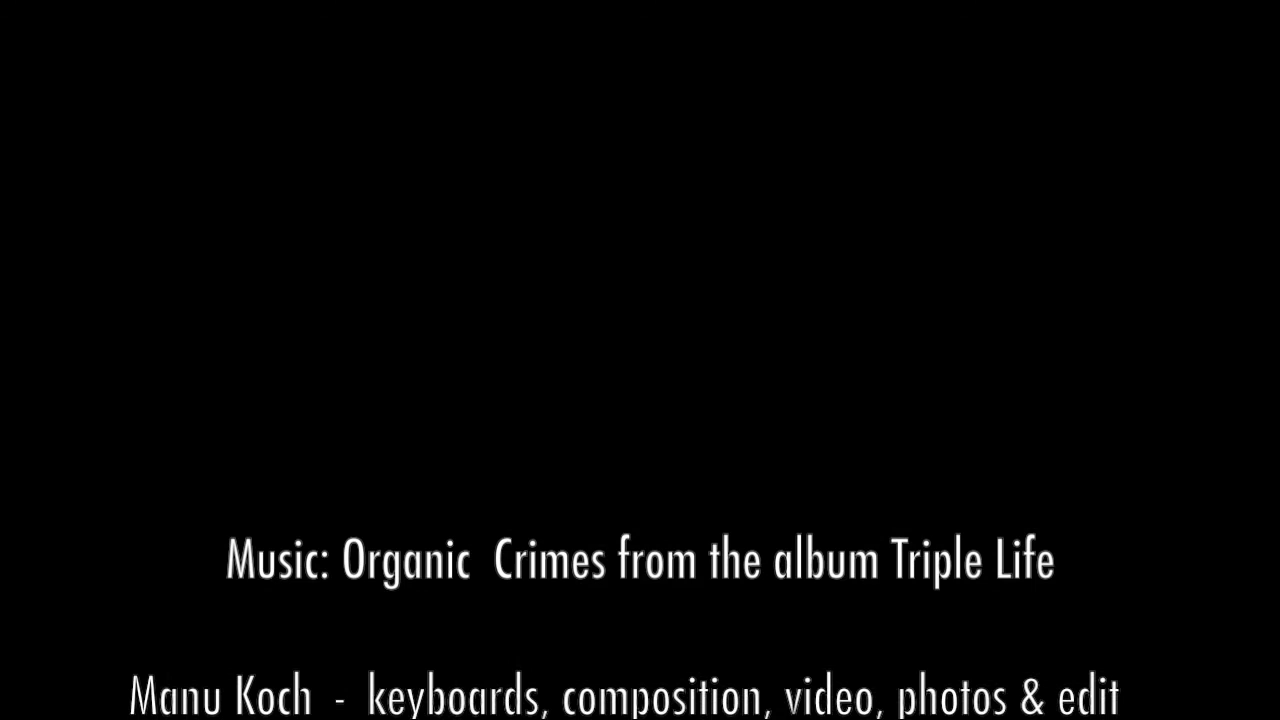 Music: Organic  Crimes from the album Triple Life
Manu Koch  -  keyboards, composition, video, photos & edit